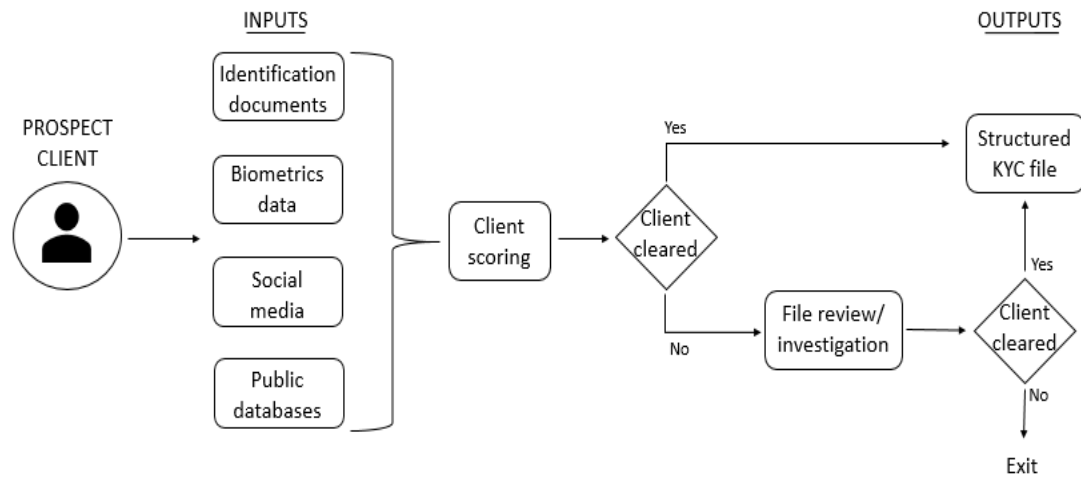 INPUTS
OUTPUTS
PROSPECT
CLIENT
Identification
documents
Biometrics
data
Social
media
Public
databases
Client
scoring
Client
cleared
Yes
No
File review/
investigation
Structured
KYC file
Yes
Client
cleared
No
Exit